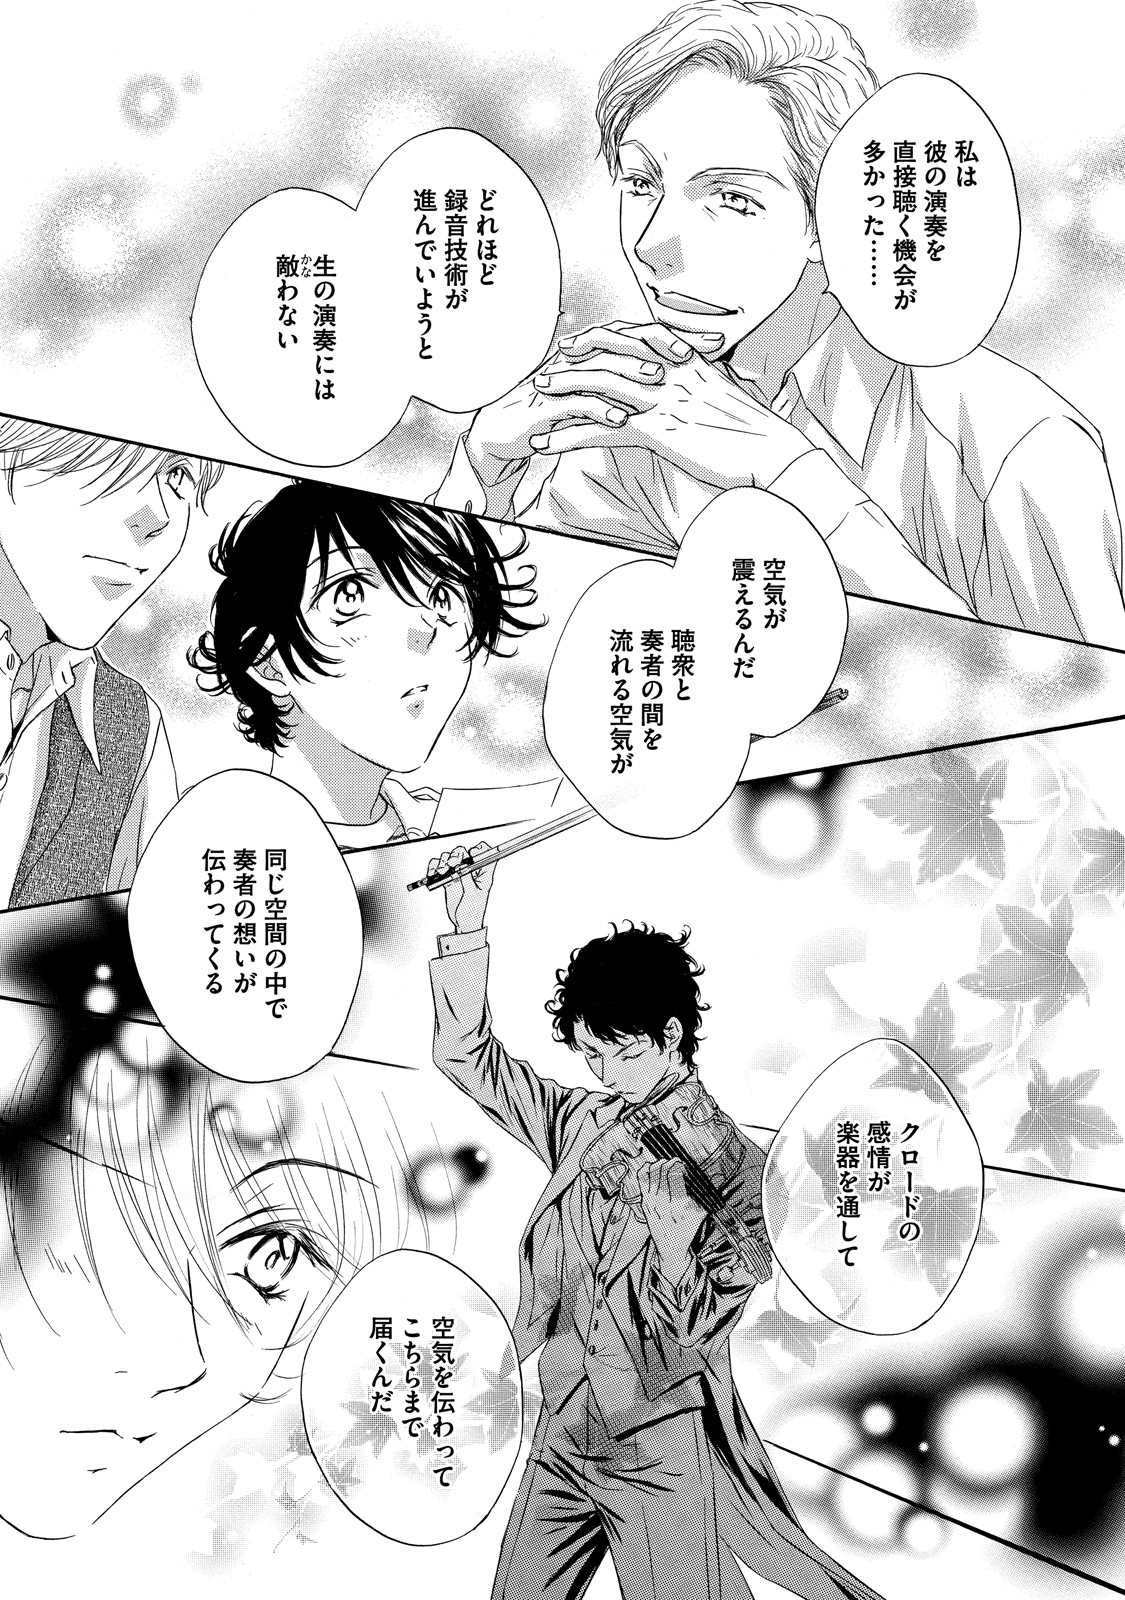 私は
彼の演奏を
直接聴く機会が
多かった……
どれほど
録音技術が
進んでいようと
生の演奏には
敵わない
かな
空気が
震えるんだ
聴衆と
奏者の間を
流れる空気が
同じ空間の中で
奏者の想いが
伝わってくる
クロードの
感情が
楽器を通して
空気を伝わって
こちらまで
届くんだ